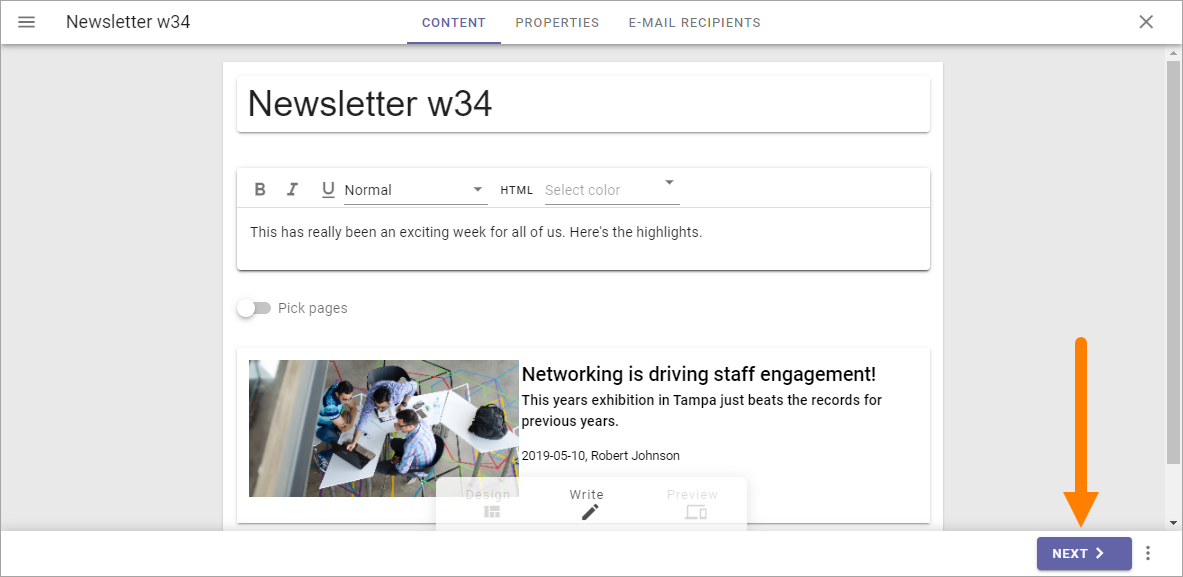 Newsletter w34
CONTENT PROPERTIES E-MAIL RECIPIENTS
Newsletter w34
B I U Normal HTML Select color
This has really been an exciting week for all of us. Here's the highlights.
Pick pages
Networking is driving staff engagement!
This years exhibition in Tampa just beats the records for
previous years.
2019-05-10, Robert Johnson
Design Write Preview
NEXT